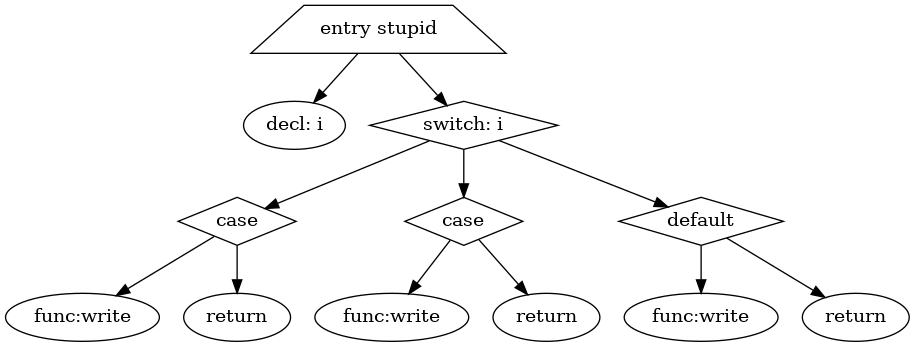 entry stupid
decl: i
switch: i
case
case
default
func:write
return
func:write
return
func:write
return